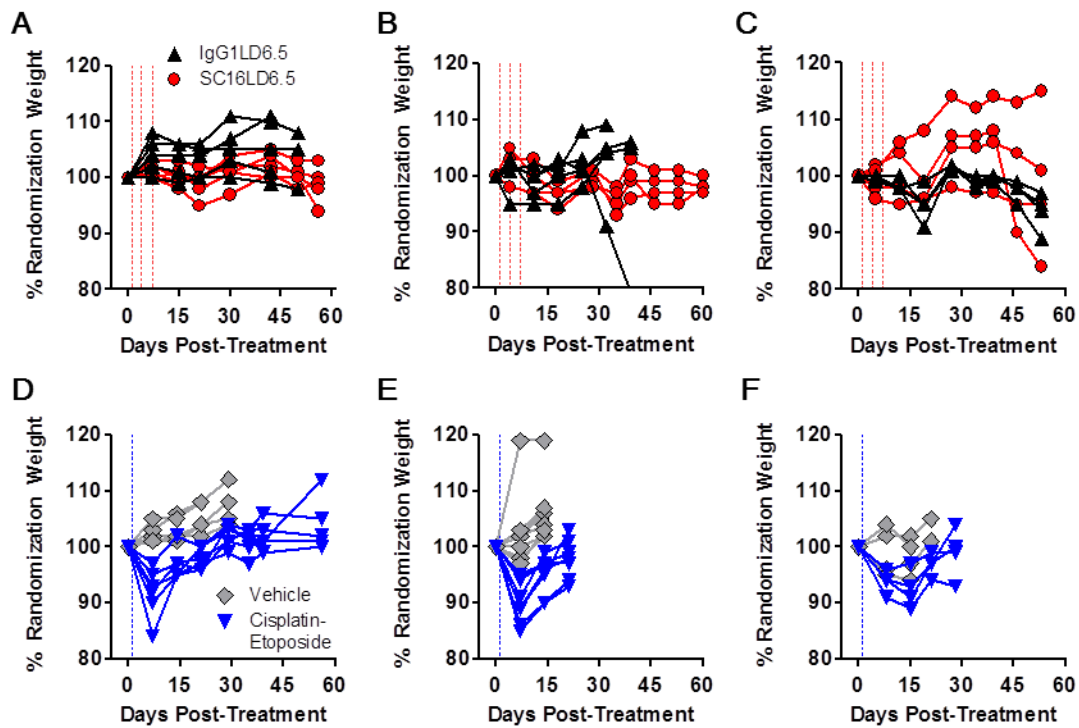 A
B
C
IgG1LD6.5
SC16LD6.5
% Randomization Weight
120
110
100
90
80
0 15 30 45 60
Days Post-Treatment
% Randomization Weight
120
110
100
90
80
0 15 30 45 60
Days Post-Treatment
% Randomization Weight
120
110
100
90
80
0 15 30 45 60
Days Post-Treatment
D
E
F
% Randomization Weight
120
110
100
90
80
Vehicle
Cisplatin-
Etoposide
0 15 30 45 60
Days Post-Treatment
% Randomization Weight
120
110
100
90
80
0 15 30 45 60
Days Post-Treatment
% Randomization Weight
120
110
100
90
80
0 15 30 45 60
Days Post-Treatment